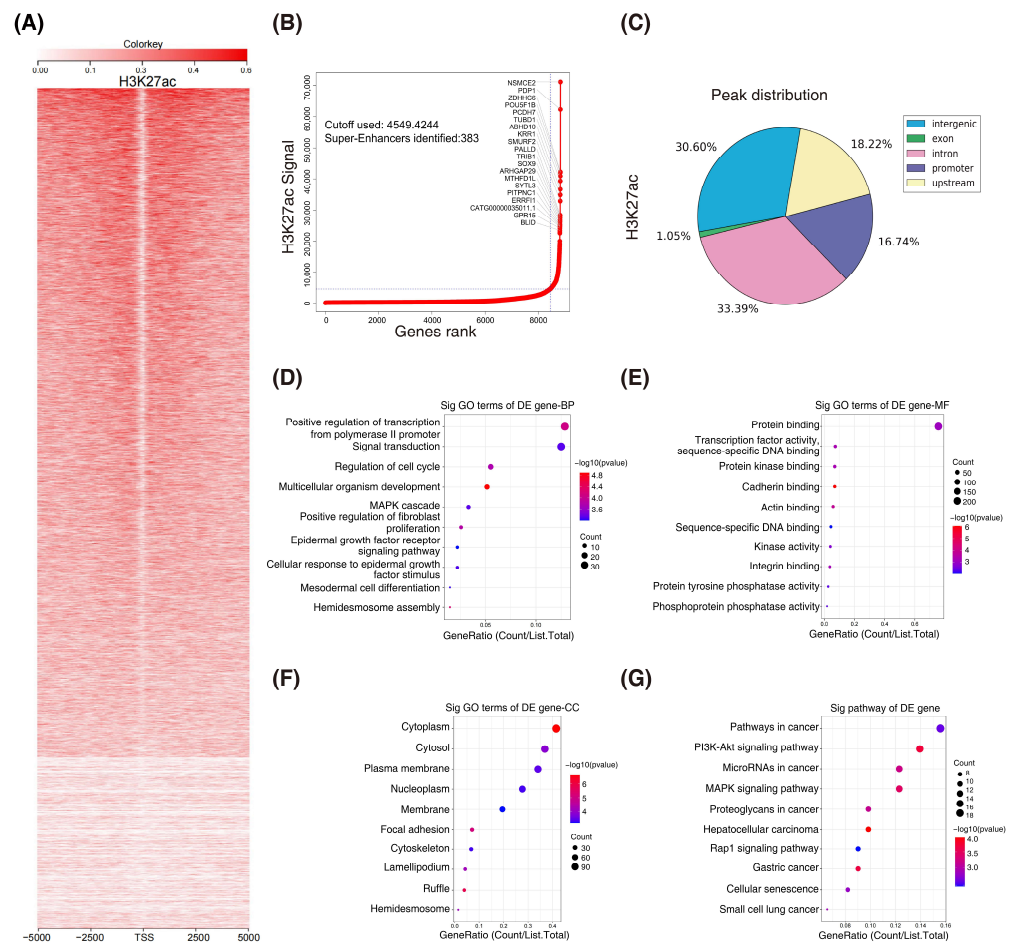 (A)
Colorkey
0.00 0.1 0.3 0.4 0.6
H3K27ac
−5000 −2500 TSS 2500 5000
(B)
H3K27ac Signal
70,000
60,000
50,000
40,000
30,000
20,000
10,000
0
Cutoff used: 4549.4244
Super-Enhancers identified:383
NSMCE2
PDP1
ZDHHC6
POU5F1B
PCDH7
TUBD1
KRR1
SMURF2
PALLD
TRIB1
SOX9
ARHGAP29
MTHFD1L
SYTL3
PITPNC1
ERRFI1
CATG00000035011.1
GPR15
BLID
0 2000 4000 6000 8000
Genes rank
(C)
Peak distribution
H3K27ac
30.60%
18.22%
1.05%
16.74%
33.39%
intergenic
exon
intron
promoter
upstream
(D)
Sig GO terms of DE gene-BP
Positive regulation of transcription
from polymerase II promoter
Signal transduction
Regulation of cell cycle
Multicellular organism development
MAPK cascade
Positive regulation of fibroblast
proliferation
Epidermal growth factor receptor
signaling pathway
Cellular response to epidermal growth
factor stimulus
Mesodermal cell differentiation
Hemidesmosome assembly
0.05 0.10
GeneRatio (Count/List.Total)
−log10(pvalue)
4.8
4.4
4.0
3.6
Count
10
20
30
(E)
Sig GO terms of DE gene-MF
Protein binding
Transcription factor activity,
sequence-specific DNA binding
Protein kinase binding
Cadherin binding
Actin binding
Sequence-specific DNA binding
Kinase activity
Integrin binding
Protein tyrosine phosphatase activity
Phosphoprotein phosphatase activity
0.0 0.2 0.4 0.6
GeneRatio (Count/List.Total)
Count
50
100
150
200
−log10(pvalue)
6
5
4
3
(F)
Sig GO terms of DE gene-CC
Cytoplasm
Cytosol
Plasma membrane
Nucleoplasm
Membrane
Focal adhesion
Cytoskeleton
Lamellipodium
Ruffle
Hemidesmosome
0.0 0.1 0.2 0.3 0.4
GeneRatio (Count/List.Total)
−log10(pvalue)
6
5
4
Count
30
60
90
(G)
Sig pathway of DE gene
Pathways in cancer
PI3K-Akt signaling pathway
MicroRNAs in cancer
MAPK signaling pathway
Proteoglycans in cancer
Hepatocellular carcinoma
Rap1 signaling pathway
Gastric cancer
Cellular senescence
Small cell lung cancer
0.08 0.10 0.12 0.14 0.16
GeneRatio (Count/List.Total)
Count
8
10
12
14
16
18
−log10(pvalue)
4.0
3.5
3.0